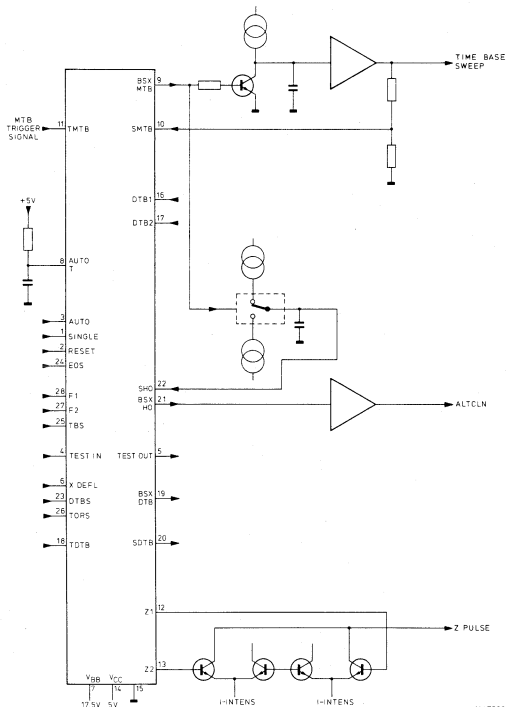 TIME BASE
SWEEP
BSX 9
MTB
MTB
TRIGGER
SIGNAL
11 TMTB
SMTB 10
DTB1 16
DTB2 17
+5V
8 AUTO
T
3 AUTO
1 SINGLE
2 RESET
24 EOS
SHO 22
BSX 21
HO
ALTCLN
28 F1
27 F2
25 TBS
4 TEST IN
TEST OUT 5
6 X DEFL
23 DTBS
26 TORS
BSX 19
DTB
18 TDTB
SDTB 20
Z1 12
Z PULSE
Z2 13
VBB VCC
7 14 15
17.5V 5V
I-INTENS I-INTENS